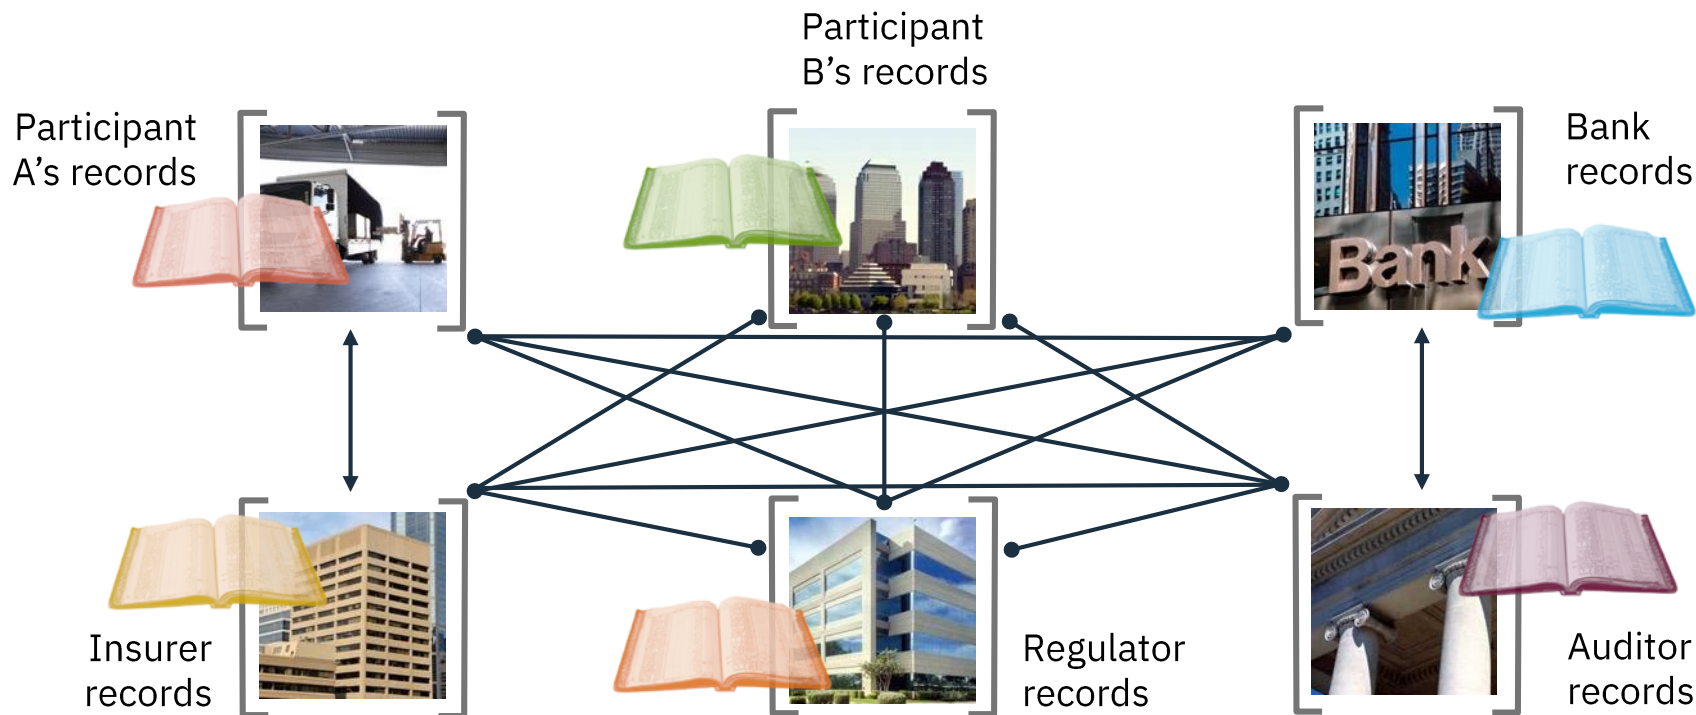 Participant
B’s records
Participant
A’s records
Bank
records
Bank
Insurer
records
Regulator
records
Auditor
records